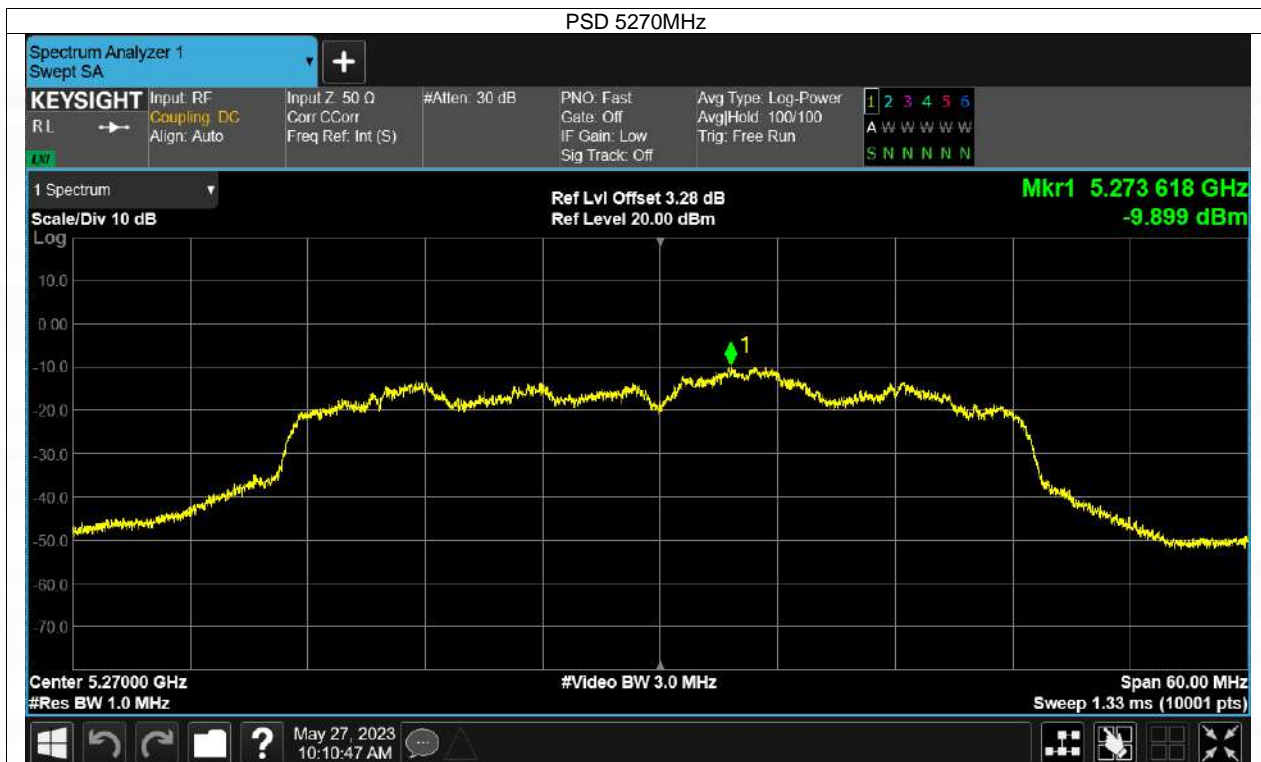 PSD 5270MHz
Spectrum Analyzer 1
Swept SA
+
KEYSIGHT
RL
LXI
Input: RF
Coupling: DC
Align: Auto
Input Z: 50 Ω
Corr CCorr
Freq Ref: Int (S)
#Atten: 30 dB
PNO: Fast
Gate: Off
IF Gain: Low
Sig Track: Off
Avg Type: Log-Power
Avg|Hold: 100/100
Trig: Free Run
1 2 3 4 5 6
A W W W W W
S N N N N N
1 Spectrum
Scale/Div 10 dB
Log
Ref Lvl Offset 3.28 dB
Ref Level 20.00 dBm
Mkr1 5.273 618 GHz
-9.899 dBm
10.0
0.00
-10.0
-20.0
-30.0
-40.0
-50.0
-60.0
-70.0
1
Center 5.27000 GHz
#Res BW 1.0 MHz
#Video BW 3.0 MHz
Span 60.00 MHz
Sweep 1.33 ms (10001 pts)
?
May 27, 2023
10:10:47 AM